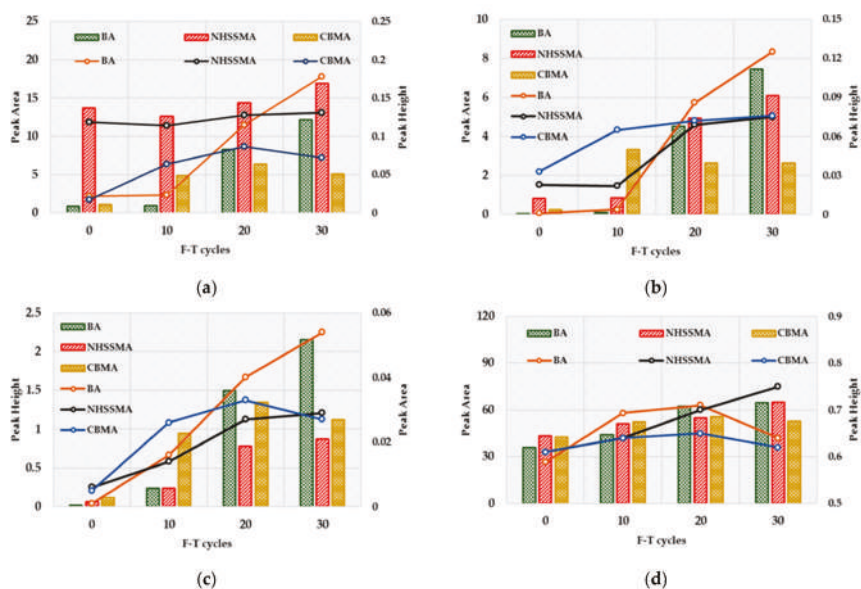 25
20
15
10
5
0
Peak Area
BA NHSSMA CBMA
BA NHSSMA CBMA
0.25
0.2
0.15
0.1
0.05
0
Peak Height
0 10 20 30
F-T cycles
(a)
10
8
6
4
2
0
Peak Area
BA
NHSSMA
CBMA
BA
NHSSMA
CBMA
0.15
0.12
0.09
0.06
0.03
0
Peak Height
0 10 20 30
F-T cycles
(b)
2.5
2
1.5
1
0.5
0
Peak Height
BA
NHSSMA
CBMA
BA
NHSSMA
CBMA
0.06
0.04
0.02
0
Peak Area
0 10 20 30
F-T cycles
(c)
120
90
60
30
0
Peak Area
BA NHSSMA CBMA
BA NHSSMA CBMA
0.9
0.8
0.7
0.6
0.5
Peak Height
0 10 20 30
F-T cycles
(d)